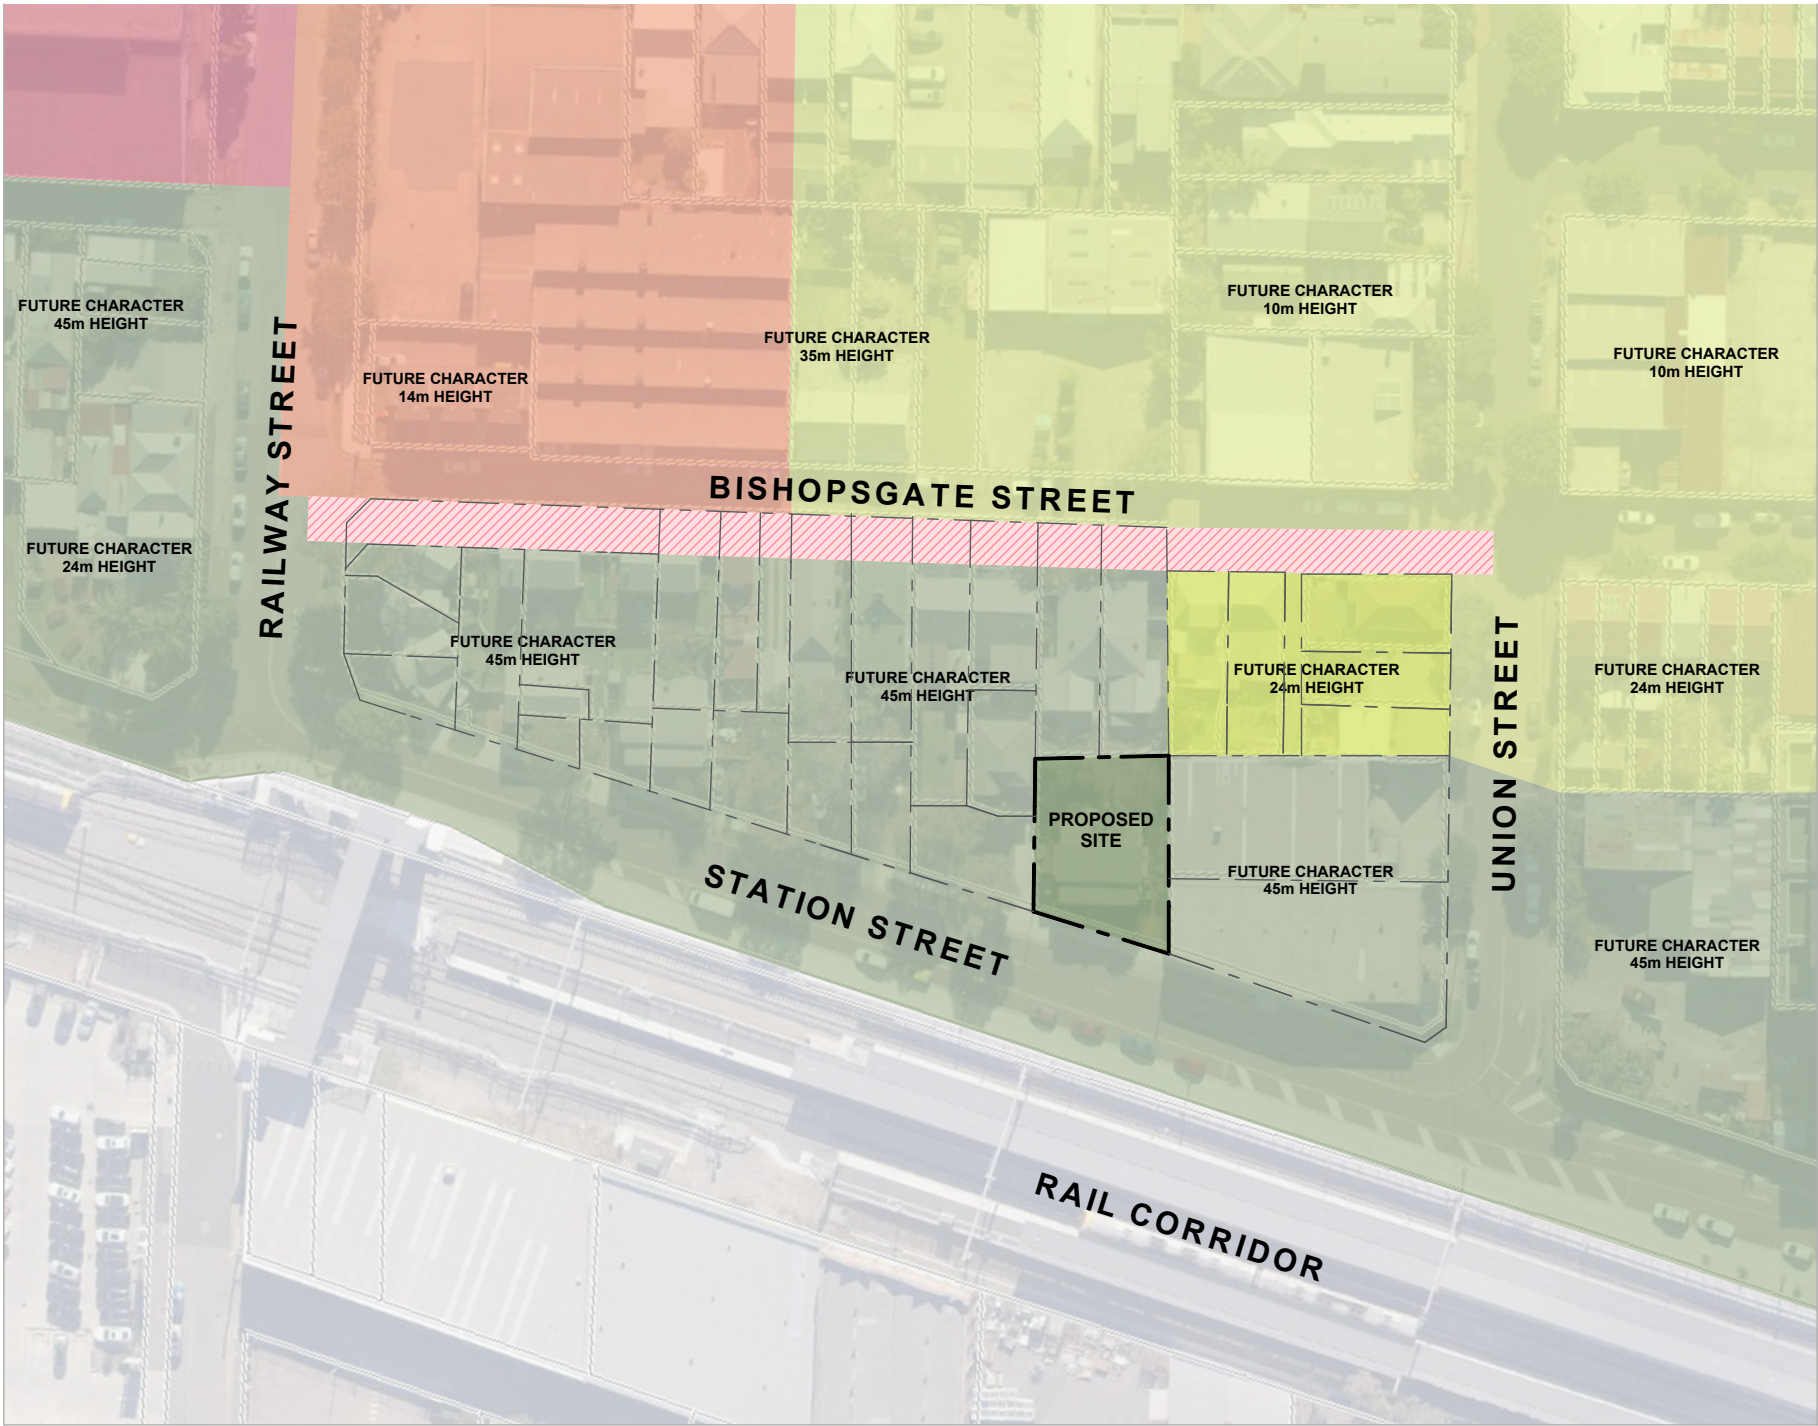 FUTURE CHARACTER
10m HEIGHT
FUTURE CHARACTER
45m HEIGHT
FUTURE CHARACTER
35m HEIGHT
FUTURE CHARACTER
10m HEIGHT
FUTURE CHARACTER
14m HEIGHT
RAILWAY STREET
BISHOPSGATE STREET
FUTURE CHARACTER
24m HEIGHT
FUTURE CHARACTER
45m HEIGHT
FUTURE CHARACTER
45m HEIGHT
FUTURE CHARACTER
24m HEIGHT
UNION STREET
FUTURE CHARACTER
24m HEIGHT
PROPOSED
SITE
FUTURE CHARACTER
45m HEIGHT
STATION STREET
FUTURE CHARACTER
45m HEIGHT
RAIL CORRIDOR